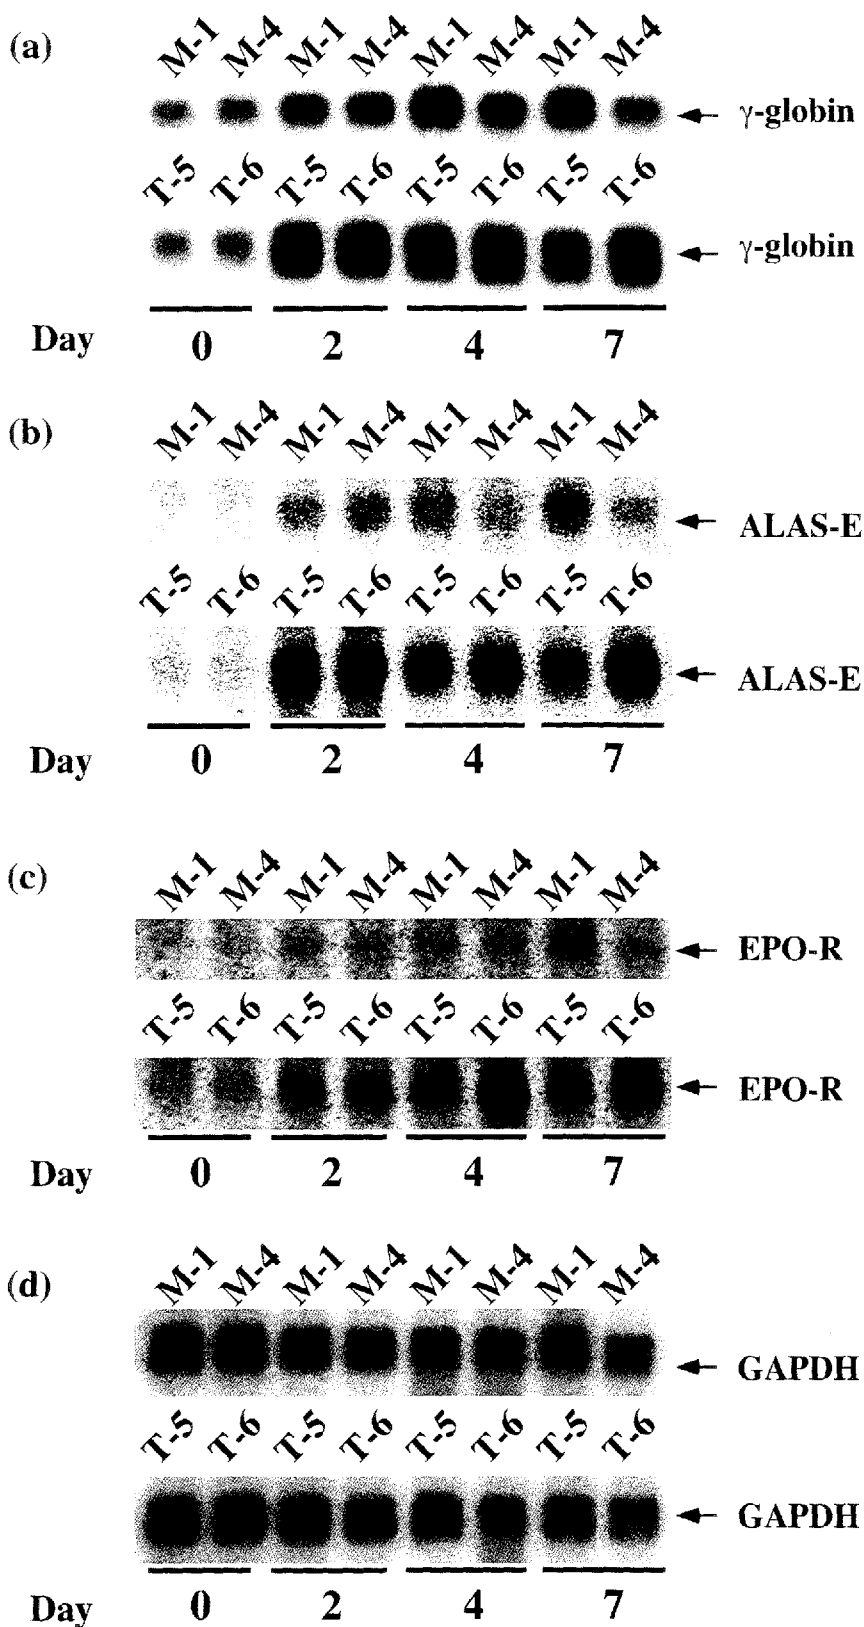 (a)
M-1 M-4 M-1 M-4 M-1 M-4 M-1 M-4
γ-globin
T-5 T-6 T-5 T-6 T-5 T-6 T-5 T-6
γ-globin
Day 0 2 4 7
(b)
M-1 M-4 M-1 M-4 M-1 M-4 M-1 M-4
ALAS-E
T-5 T-6 T-5 T-6 T-5 T-6 T-5 T-6
ALAS-E
Day 0 2 4 7
(c)
M-1 M-4 M-1 M-4 M-1 M-4 M-1 M-4
EPO-R
T-5 T-6 T-5 T-6 T-5 T-6 T-5 T-6
EPO-R
Day 0 2 4 7
(d)
M-1 M-4 M-1 M-4 M-1 M-4 M-1 M-4
GAPDH
T-5 T-6 T-5 T-6 T-5 T-6 T-5 T-6
GAPDH
Day 0 2 4 7